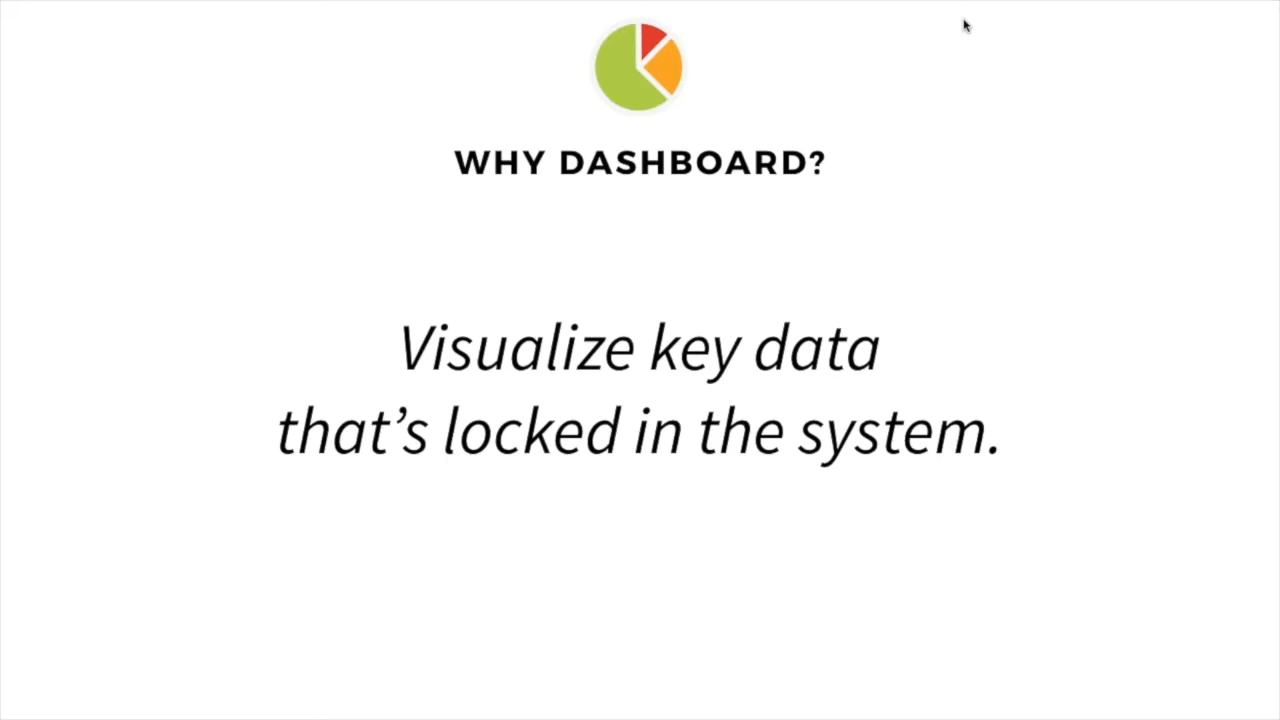 WHY DASHBOARD?
Visualize key data
that’s locked in the system.